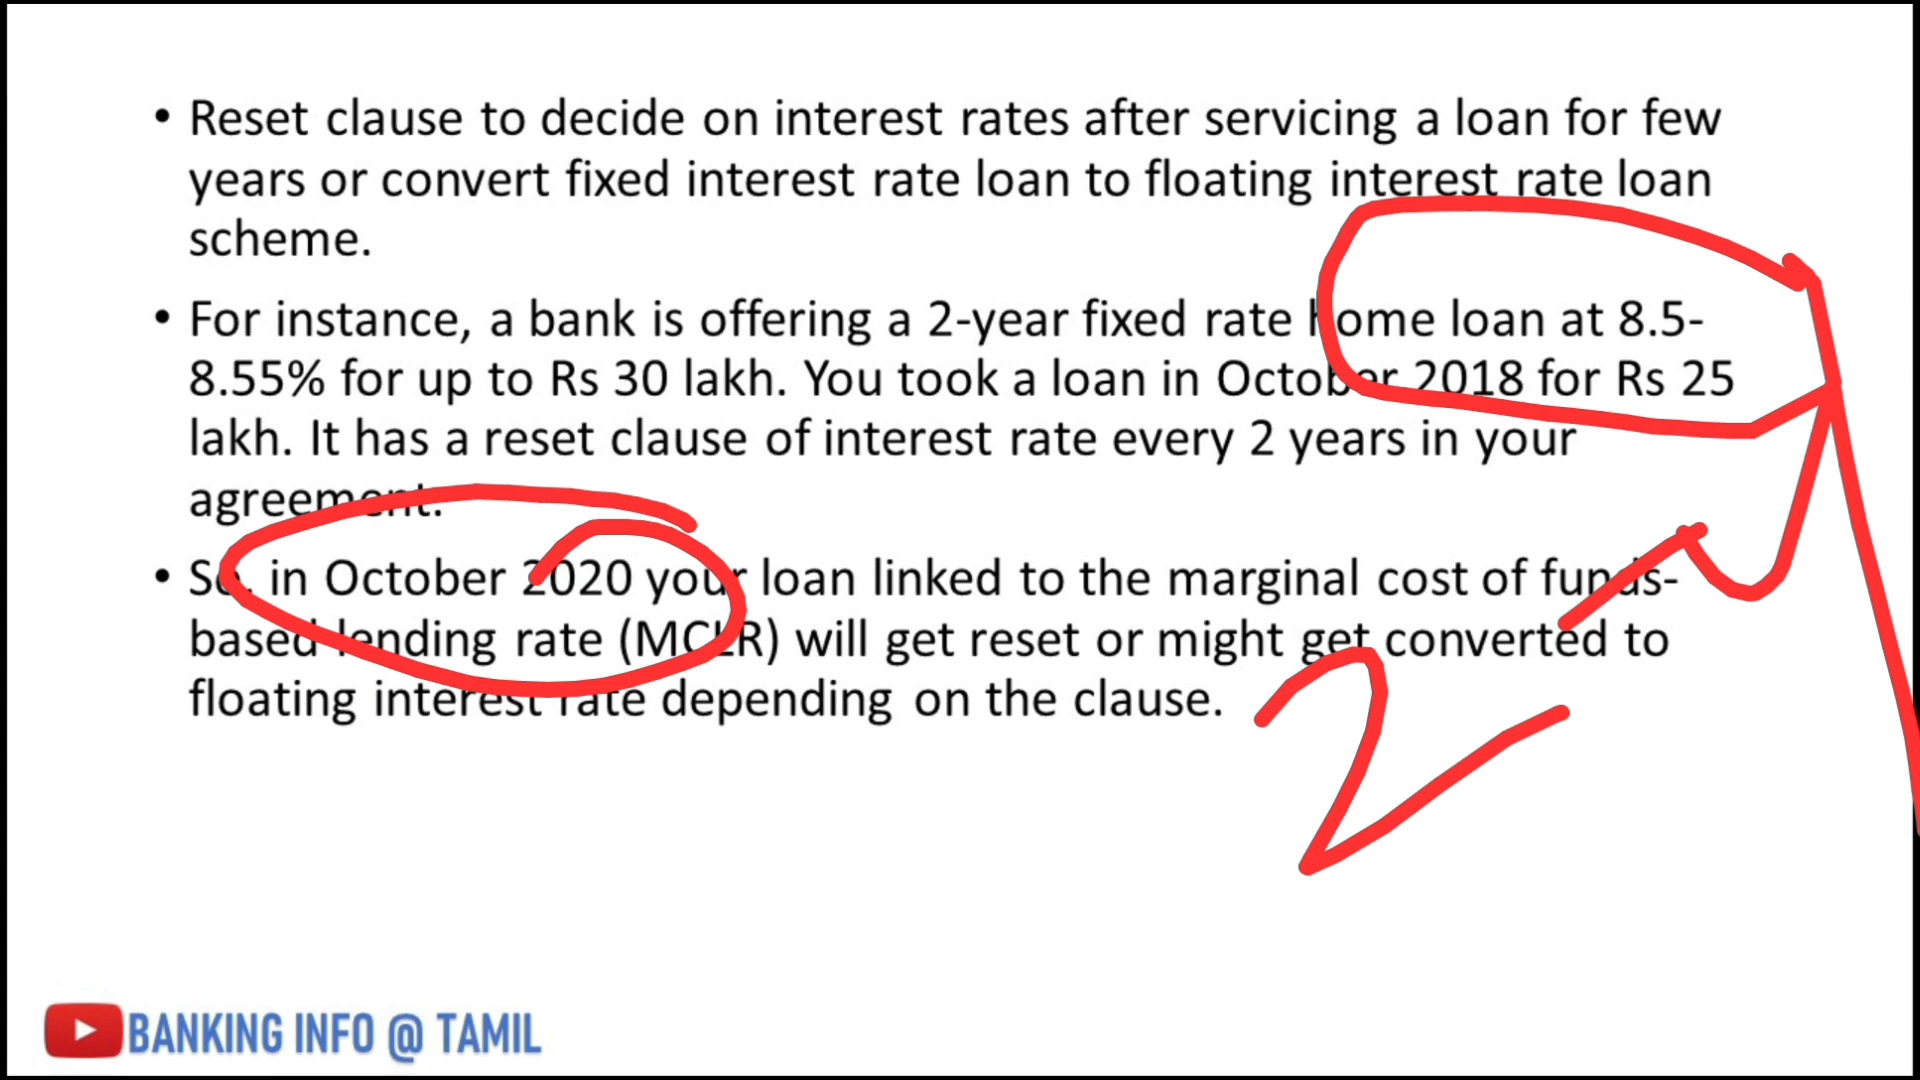 • Reset clause to decide on interest rates after servicing a loan for few
years or convert fixed interest rate loan to floating interest rate loan
scheme.
• For instance, a bank is offering a 2-year fixed rate home loan at 8.5-
8.55% for up to Rs 30 lakh. You took a loan in October 2018 for Rs 25
lakh. It has a reset clause of interest rate every 2 years in your
agreement.
• So, in October 2020 your loan linked to the marginal cost of funds-
based lending rate (MCLR) will get reset or might get converted to
floating interest rate depending on the clause.
2
BANKING INFO @ TAMIL